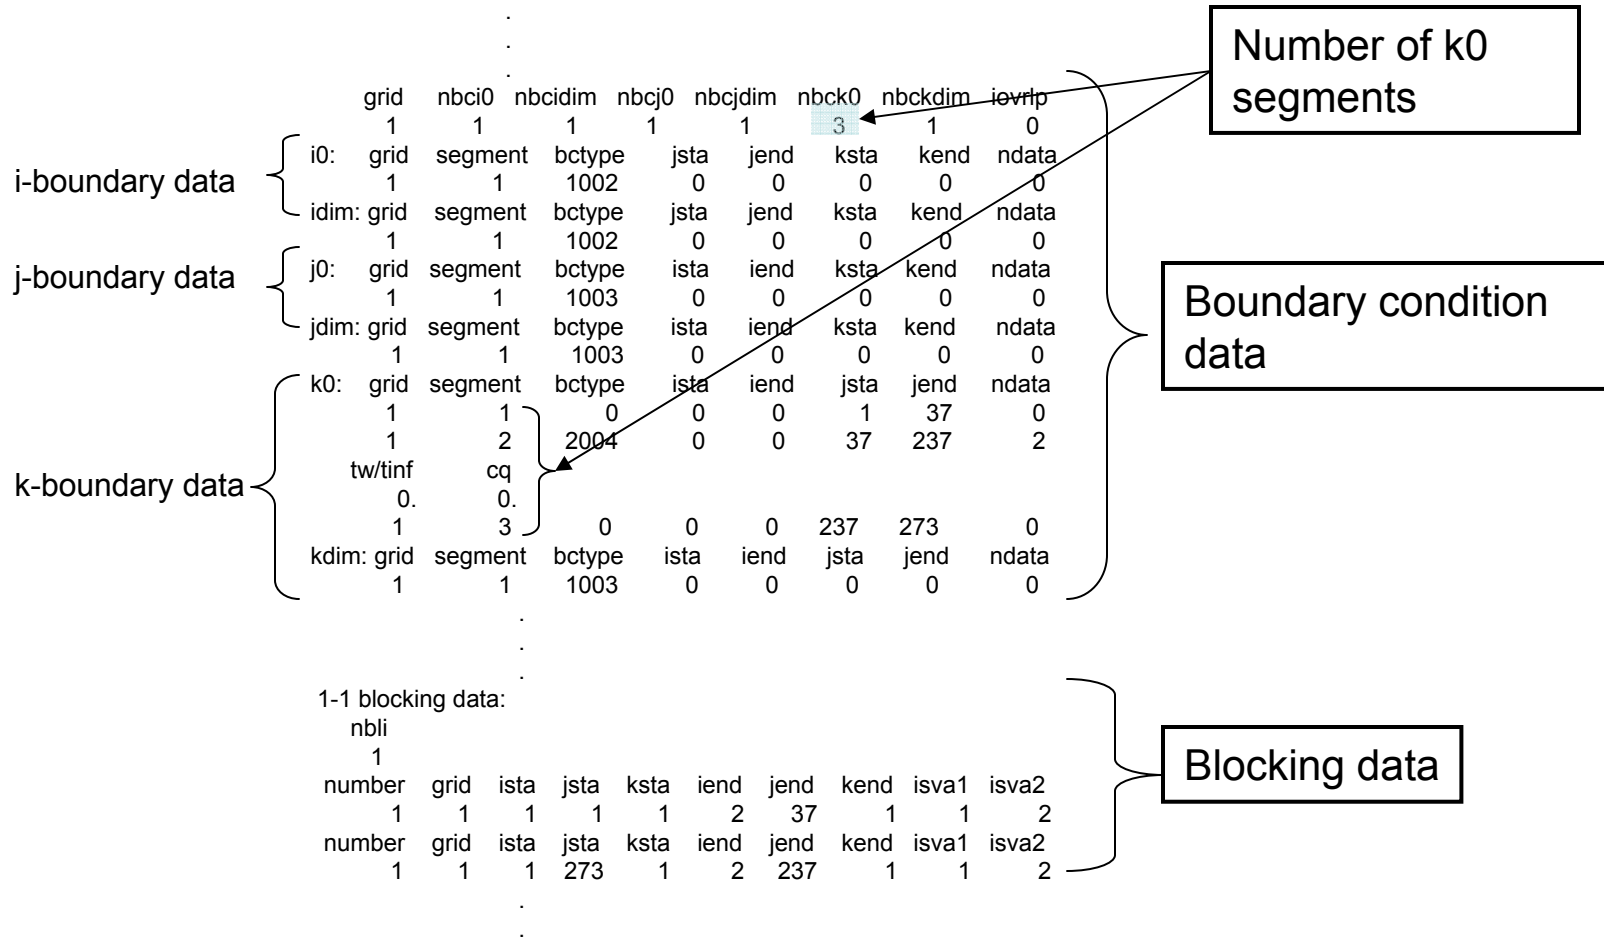 .
.
.
Number of k0
segments
grid nbci0 nbcidim nbcj0 nbcjdim nbck0 nbckdim iovrlp
1 1 1 1 1 3 1 0
i0: grid segment bctype jsta jend ksta kend ndata
i-boundary data
1 1 1002 0 0 0 0 0
idim: grid segment bctype jsta jend ksta kend ndata
1 1 1002 0 0 0 0 0
j0: grid segment bctype ista iend ksta kend ndata
j-boundary data
1 1 1003 0 0 0 0 0
jdim: grid segment bctype ista iend ksta kend ndata
1 1 1003 0 0 0 0 0
Boundary condition
data
k0: grid segment bctype ista iend jsta jend ndata
1 1 0 0 0 1 37 0
1 2 2004 0 0 37 237 2
k-boundary data
tw/tinf cq
0. 0.
1 3 0 0 0 237 273 0
kdim: grid segment bctype ista iend jsta jend ndata
1 1 1003 0 0 0 0 0
.
.
.
1-1 blocking data:
nbli
1
number grid ista jsta ksta iend jend kend isva1 isva2
1 1 1 1 1 2 37 1 1 2
number grid ista jsta ksta iend jend kend isva1 isva2
1 1 1 273 1 2 237 1 1 2
Blocking data
.
.